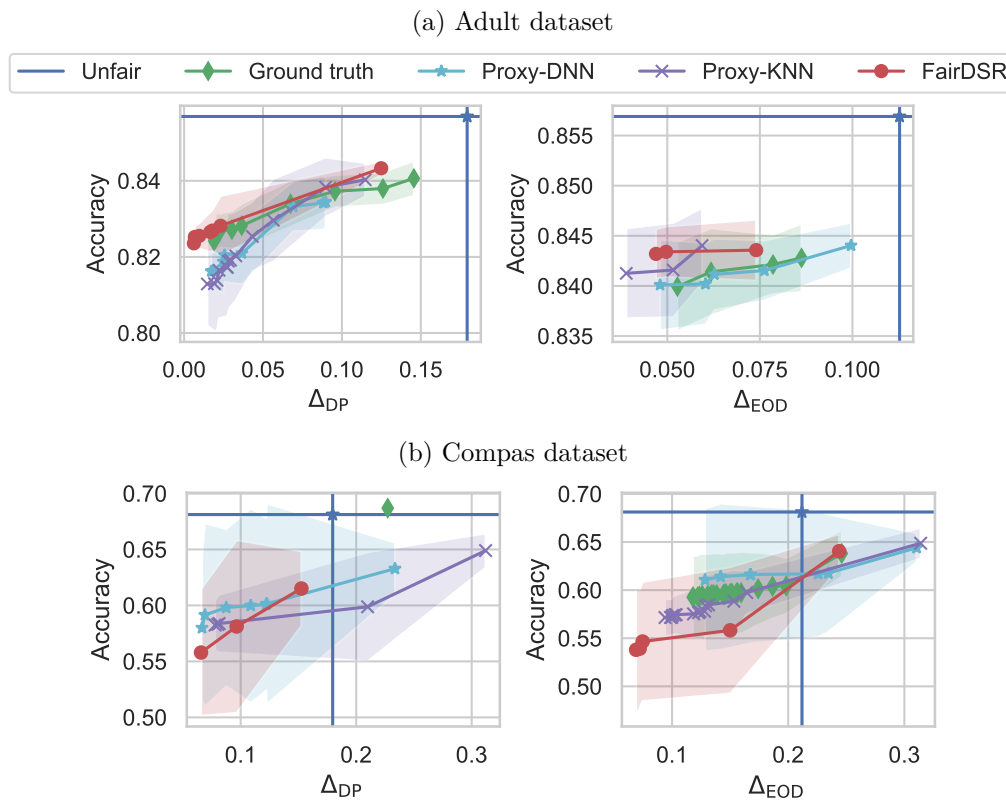 (a) Adult dataset
Unfair Ground truth Proxy-DNN Proxy-KNN FairDSR
Accuracy
0.84
0.82
0.80
0.00 0.05 0.10 0.15
Δ_DP
Accuracy
0.855
0.850
0.845
0.840
0.835
0.050 0.075 0.100
Δ_EOD
(b) Compas dataset
Accuracy
0.70
0.65
0.60
0.55
0.50
0.1 0.2 0.3
Δ_DP
Accuracy
0.70
0.65
0.60
0.55
0.50
0.1 0.2 0.3
Δ_EOD